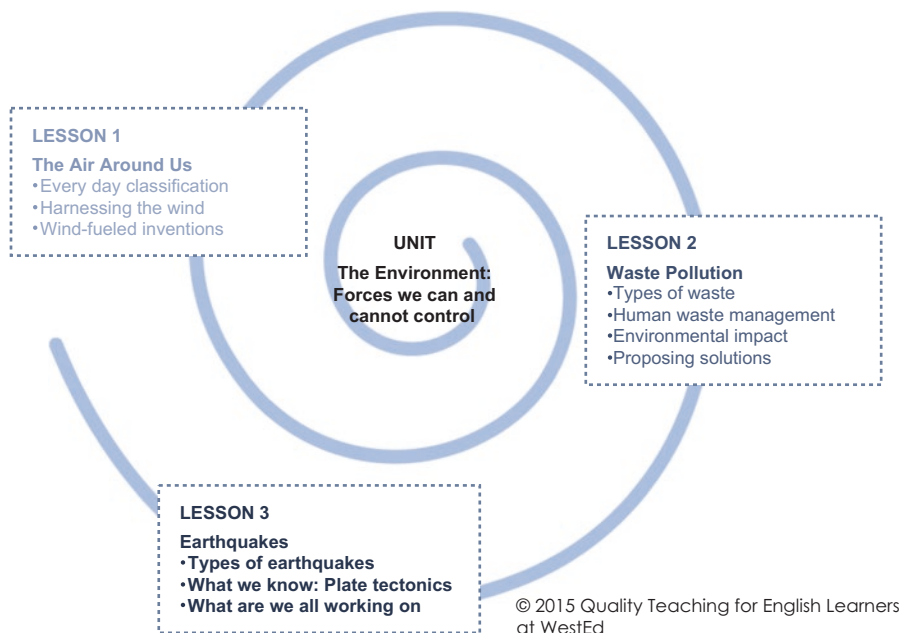 LESSON 1
The Air Around Us
•Every day classification
•Harnessing the wind
•Wind-fueled inventions
UNIT
The Environment:
Forces we can and
cannot control
LESSON 2
Waste Pollution
•Types of waste
•Human waste management
•Environmental impact
•Proposing solutions
LESSON 3
Earthquakes
•Types of earthquakes
•What we know: Plate tectonics
•What are we all working on
© 2015 Quality Teaching for English Learners
at WestEd